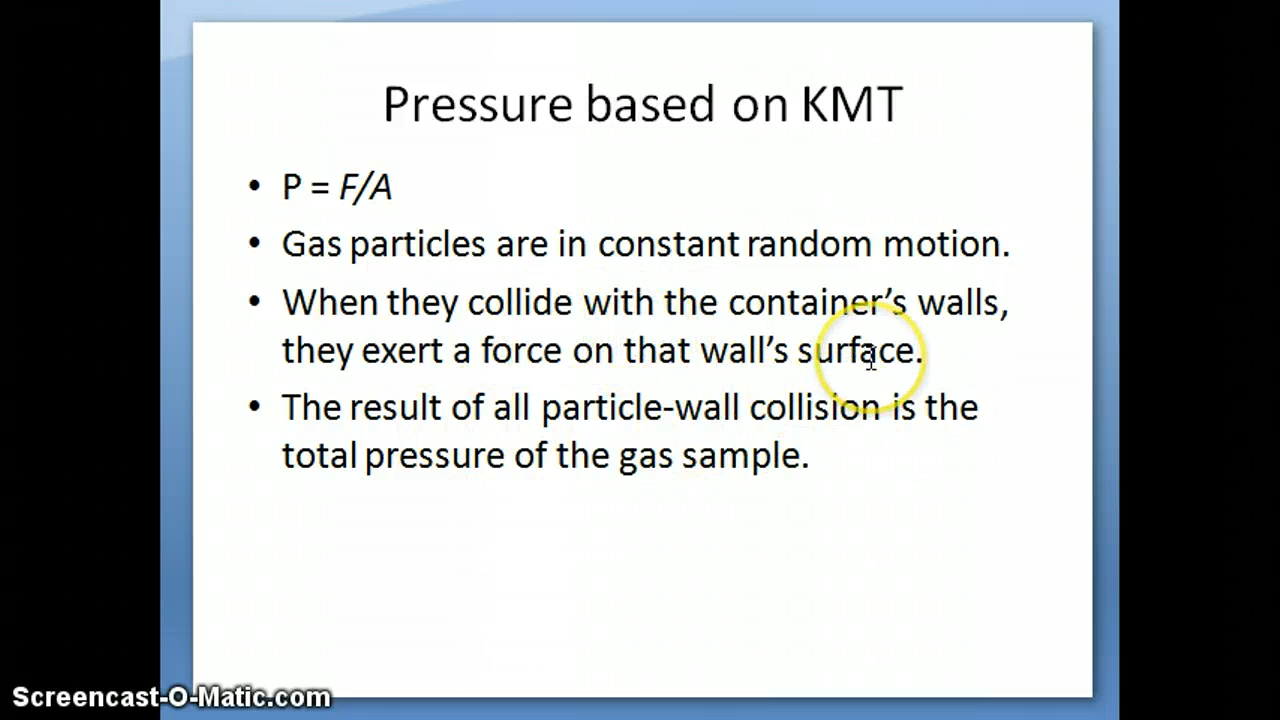 Pressure based on KMT
• P = F/A
• Gas particles are in constant random motion.
• When they collide with the container's walls,
they exert a force on that wall's surface.
• The result of all particle-wall collision is the
total pressure of the gas sample.
Screencast-O-Matic.com